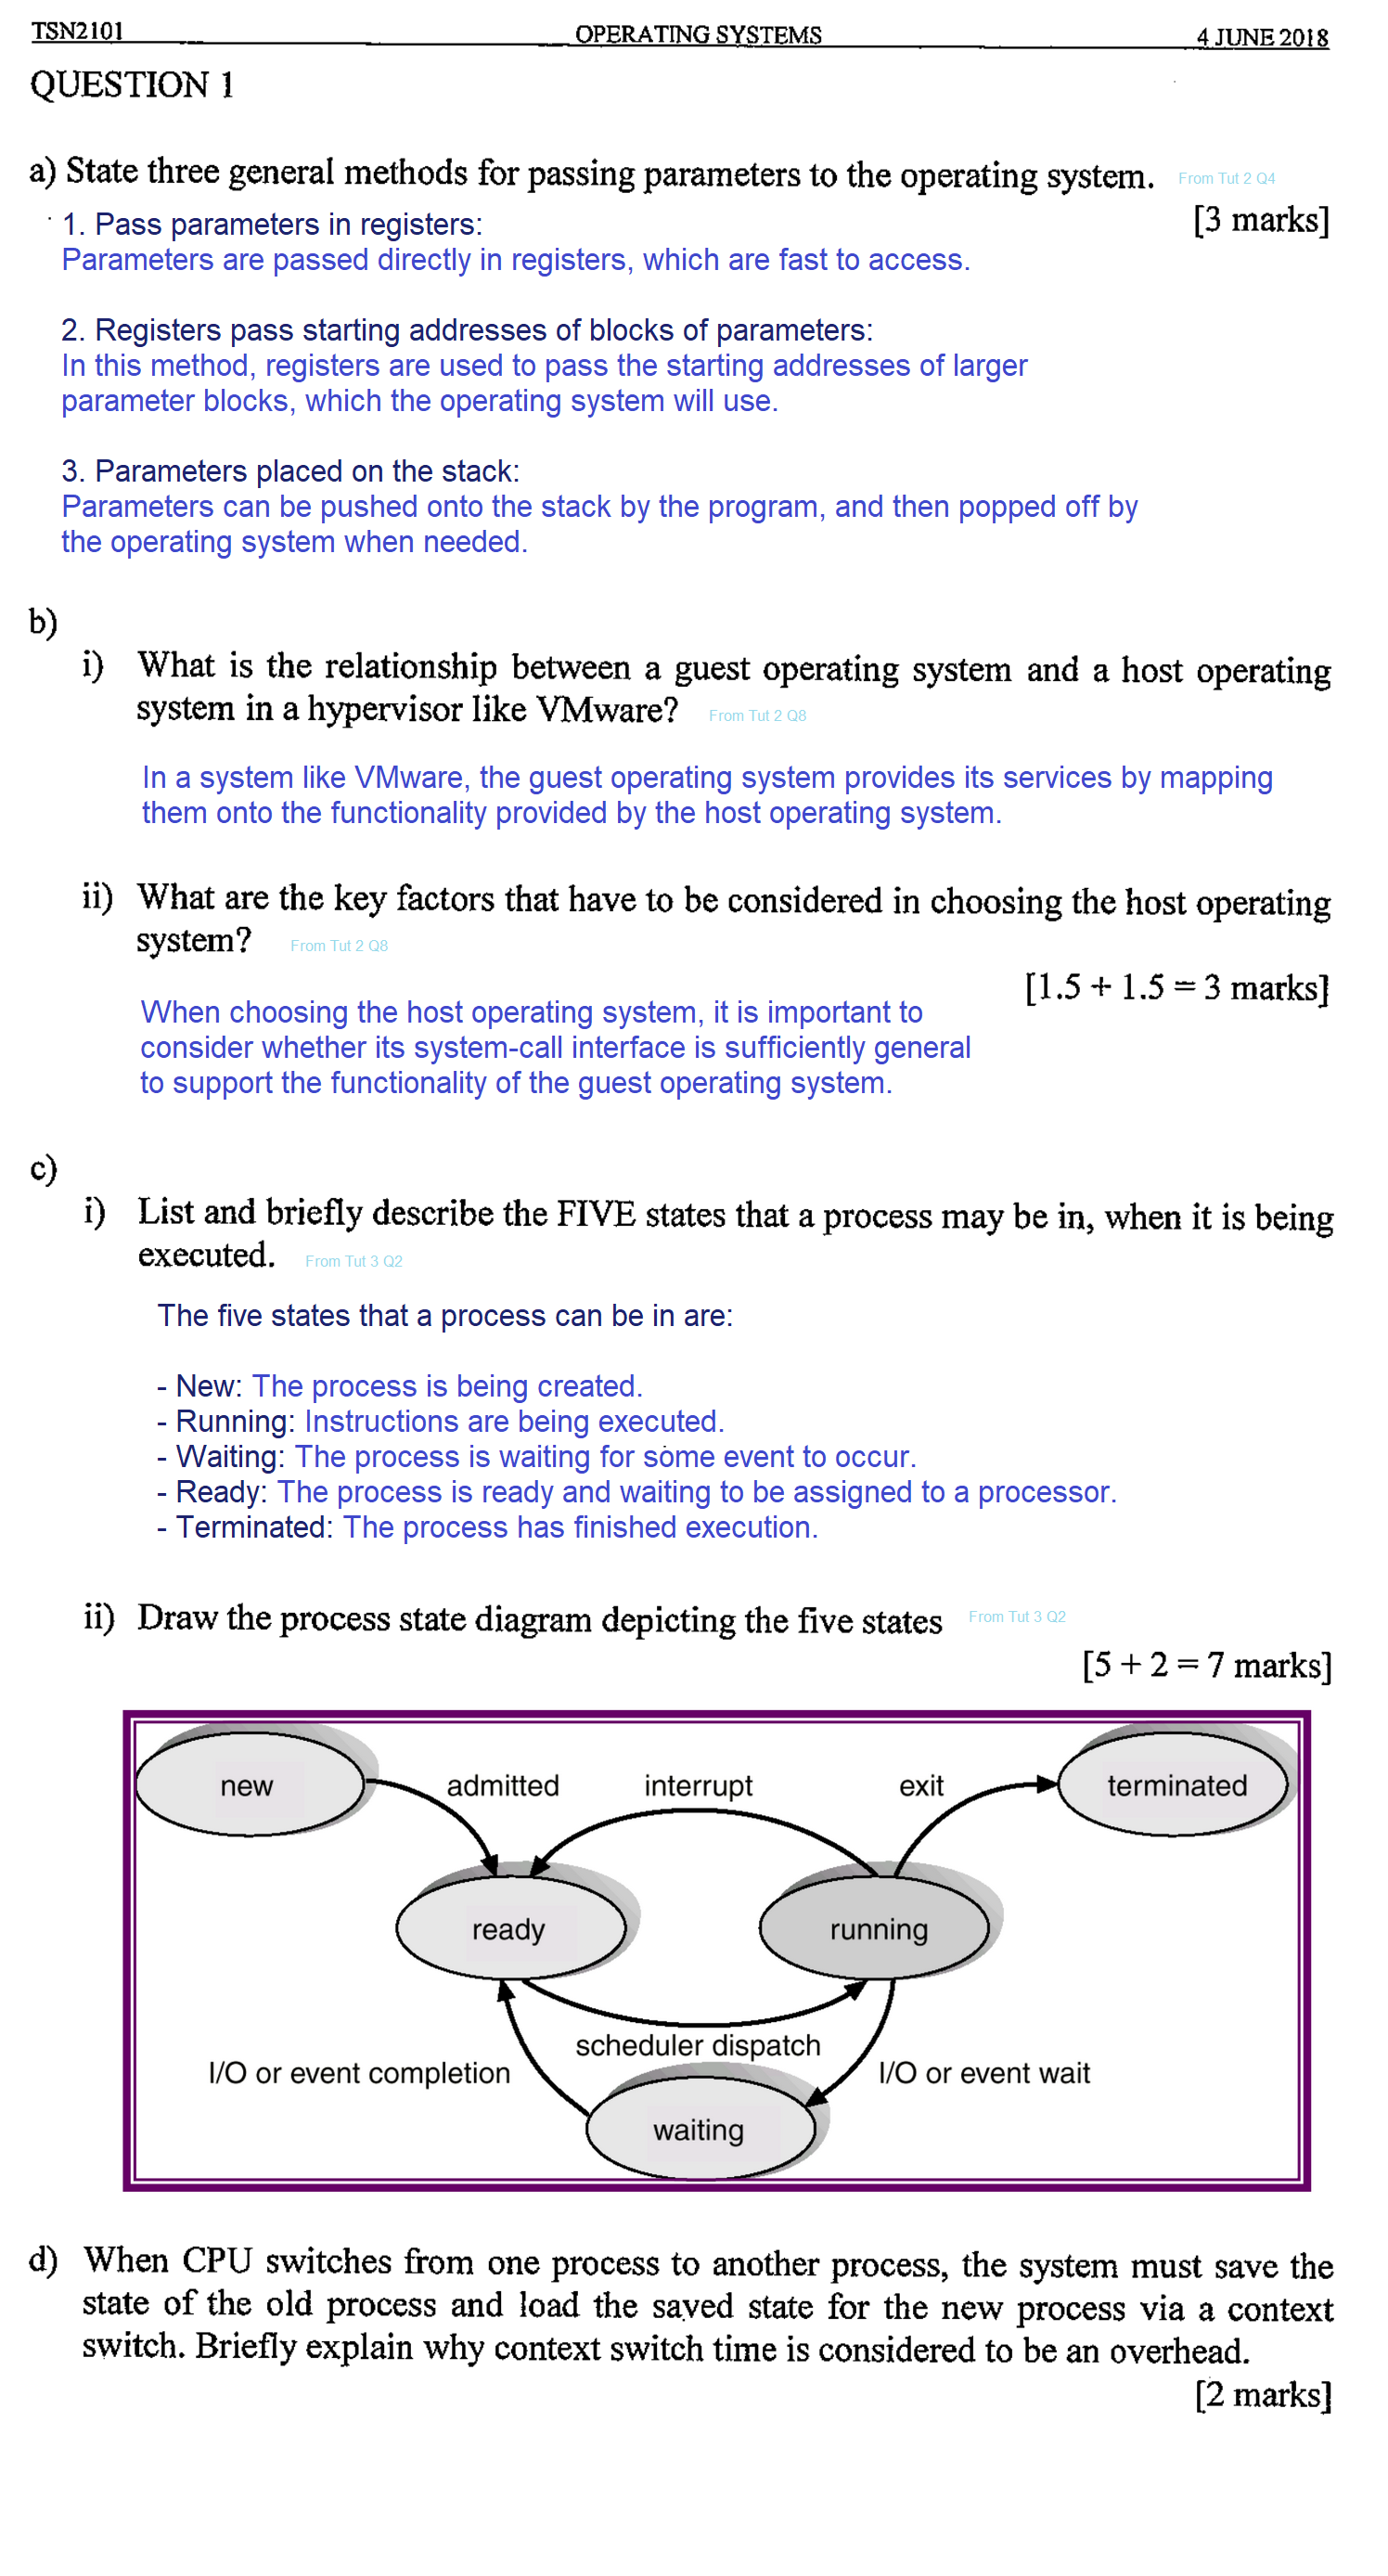 TSN2101 OPERATING SYSTEMS 4 JUNE 2018
QUESTION 1
a) State three general methods for passing parameters to the operating system. From Tut 2 Q4
[3 marks]
1. Pass parameters in registers:
Parameters are passed directly in registers, which are fast to access.
2. Registers pass starting addresses of blocks of parameters:
In this method, registers are used to pass the starting addresses of larger
parameter blocks, which the operating system will use.
3. Parameters placed on the stack:
Parameters can be pushed onto the stack by the program, and then popped off by
the operating system when needed.
b)
i) What is the relationship between a guest operating system and a host operating
system in a hypervisor like VMware? From Tut 2 Q8
In a system like VMware, the guest operating system provides its services by mapping
them onto the functionality provided by the host operating system.
ii) What are the key factors that have to be considered in choosing the host operating
system? From Tut 2 Q8
[1.5 + 1.5 = 3 marks]
When choosing the host operating system, it is important to
consider whether its system-call interface is sufficiently general
to support the functionality of the guest operating system.
c)
i) List and briefly describe the FIVE states that a process may be in, when it is being
executed. From Tut 3 Q2
The five states that a process can be in are:
- New: The process is being created.
- Running: Instructions are being executed.
- Waiting: The process is waiting for some event to occur.
- Ready: The process is ready and waiting to be assigned to a processor.
- Terminated: The process has finished execution.
ii) Draw the process state diagram depicting the five states From Tut 3 Q2
[5 + 2 = 7 marks]
new admitted interrupt exit terminated
ready running
scheduler dispatch
I/O or event completion I/O or event wait
waiting
d) When CPU switches from one process to another process, the system must save the
state of the old process and load the saved state for the new process via a context
switch. Briefly explain why context switch time is considered to be an overhead.
[2 marks]